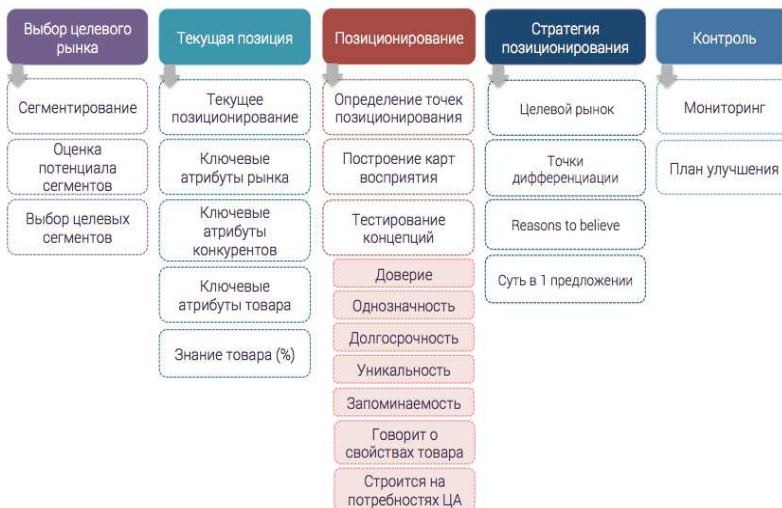 Выбор целевого
рынка
Сегментирование
Оценка
потенциала
сегментов
Выбор целевых
сегментов
Текущая позиция
Текущее
позиционирование
Ключевые
атрибуты рынка
Ключевые
атрибуты
конкурентов
Ключевые
атрибуты товара
Знание товара (%)
Позиционирование
Определение точек
позиционирования
Построение карт
восприятия
Тестирование
концепций
Доверие
Однозначность
Долгосрочность
Уникальность
Запоминаемость
Говорит о
свойствах товара
Строится на
потребностях ЦА
Стратегия
позиционирования
Целевой рынок
Точки
дифференциации
Reasons to believe
Суть в 1 предложении
Контроль
Мониторинг
План улучшения